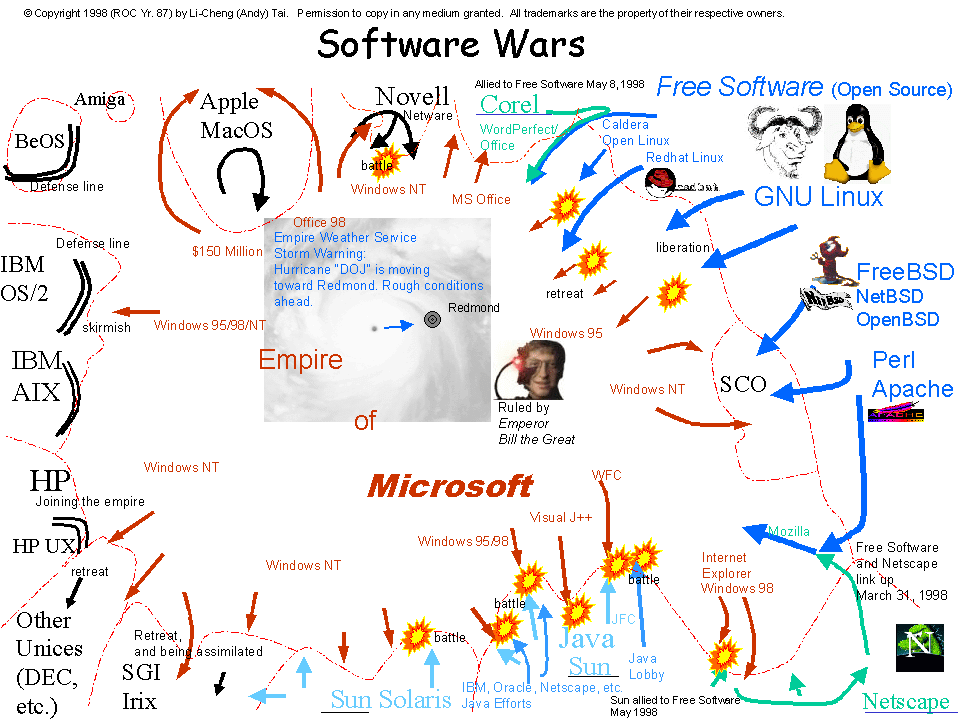 © Copyright 1998 (ROC Yr. 87) by Li-Cheng (Andy) Tai. Permission to copy in any medium granted. All trademarks are the property of their respective owners.
Software Wars
Amiga
BeOS
Defense line
Apple
MacOS
Novell
Netware
battle
Windows NT
Allied to Free Software May 8, 1998
Corel
WordPerfect/
Office
MS Office
Free Software (Open Source)
Caldera
Open Linux
Redhat Linux
GNU Linux
Defense line
IBM
OS/2
skirmish
$150 Million
Office 98
Empire Weather Service
Storm Warning:
Hurricane "DOJ" is moving
toward Redmond. Rough conditions
ahead.
Redmond
liberation
retreat
FreeBSD
NetBSD
OpenBSD
Windows 95/98/NT
Windows 95
IBM
AIX
Empire
of
Microsoft
Ruled by
Emperor
Bill the Great
Windows NT
SCO
Perl
Apache
APACHE
HP
Joining the empire
HP UX
retreat
Windows NT
Windows NT
Windows 95/98
Visual J++
WFC
Internet
Explorer
Windows 98
Mozilla
Free Software
and Netscape
link up
March 31, 1998
Other
Unices
(DEC,
etc.)
Retreat,
and being assimilated
SGI
Irix
battle
battle
battle
Sun Solaris
Java
Sun
JFC
Java
Lobby
IBM, Oracle, Netscape, etc.
Java Efforts
Sun allied to Free Software
May 1998
N
Netscape